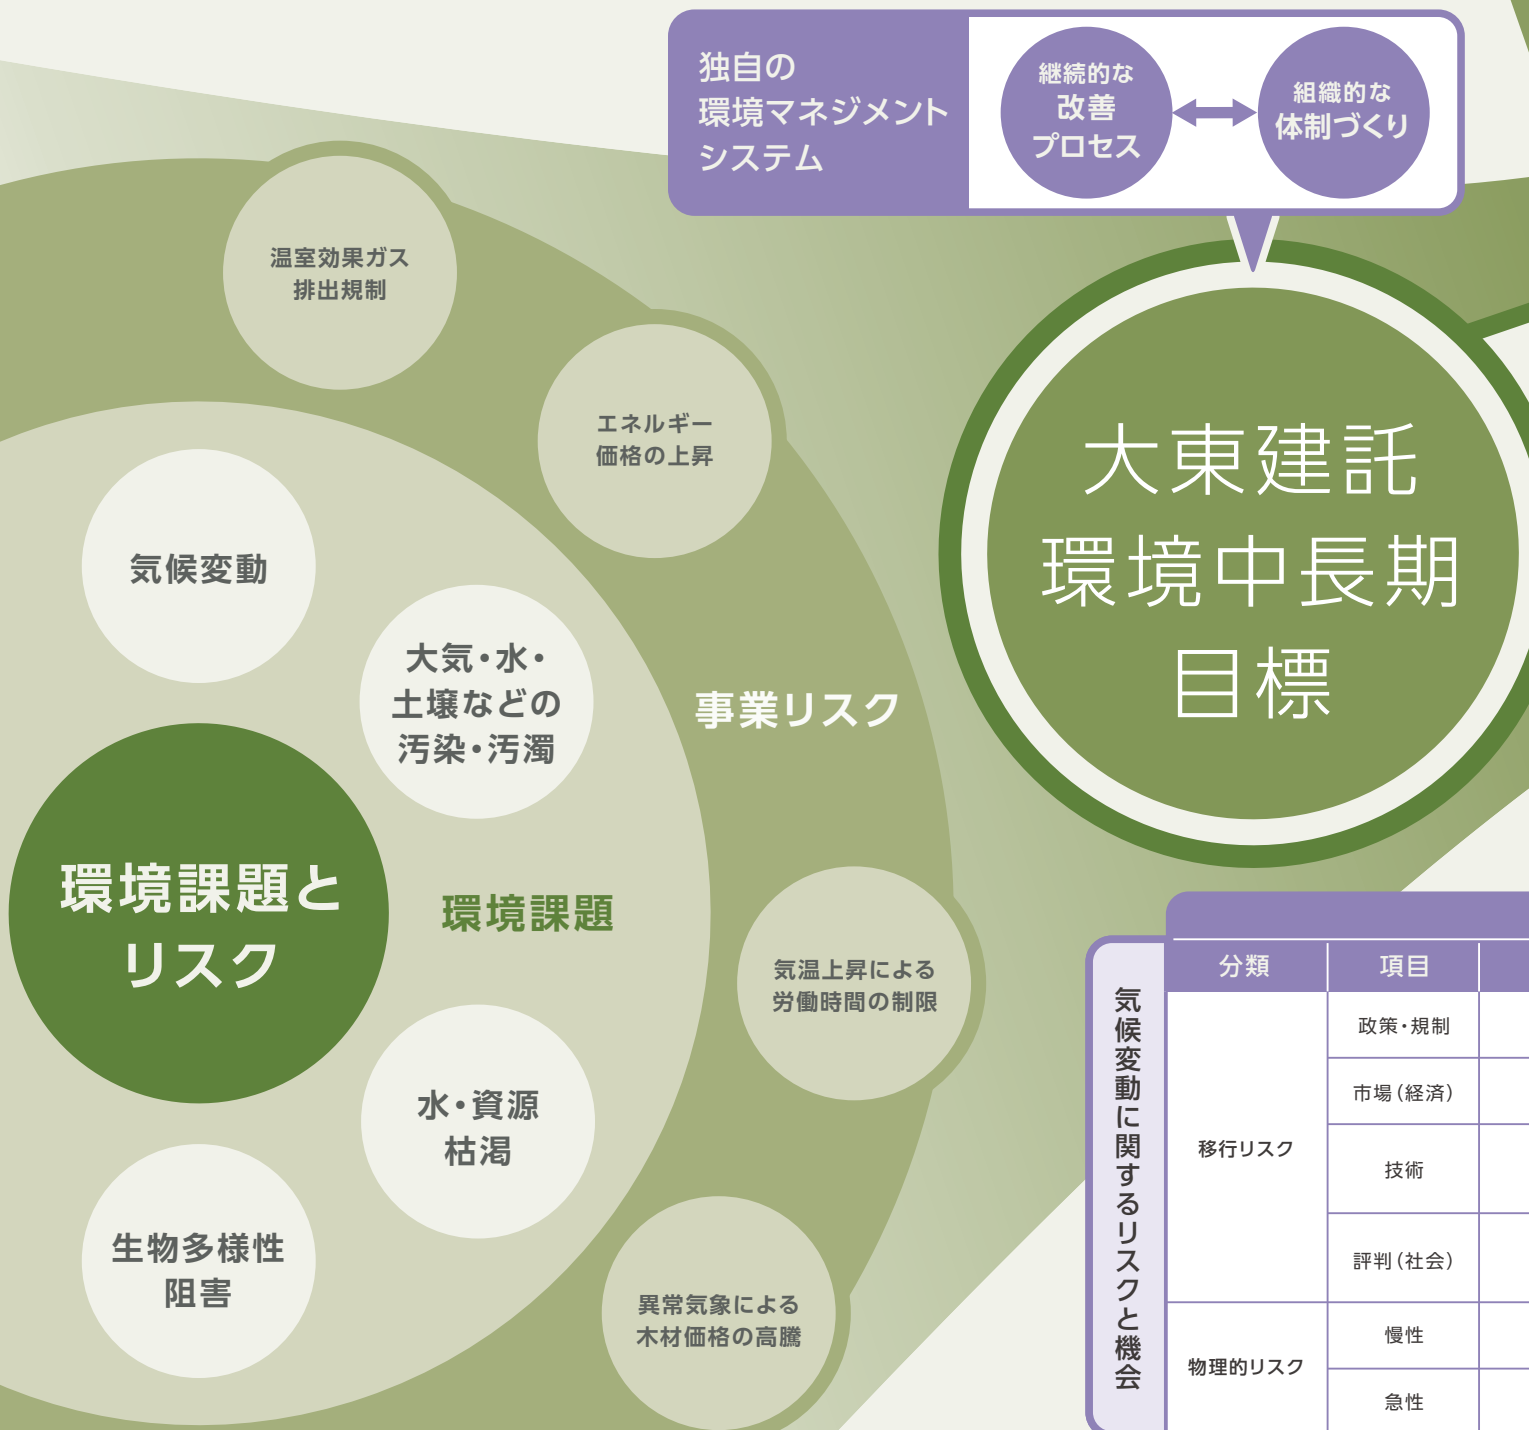 独自の
環境マネジメント
システム
継続的な
改善
プロセス
組織的な
体制づくり
温室効果ガス
排出規制
エネルギー
価格の上昇
大東建託
環境中長期
目標
気候変動
大気・水・
土壌などの
汚染・汚濁
事業リスク
環境課題と
リスク
環境課題
気温上昇による
労働時間の制限
水・資源
枯渇
生物多様性
阻害
異常気象による
木材価格の高騰
気候変動に関するリスクと機会
分類
項目
移行リスク
政策・規制
市場(経済)
技術
評判(社会)
物理的リスク
慢性
急性